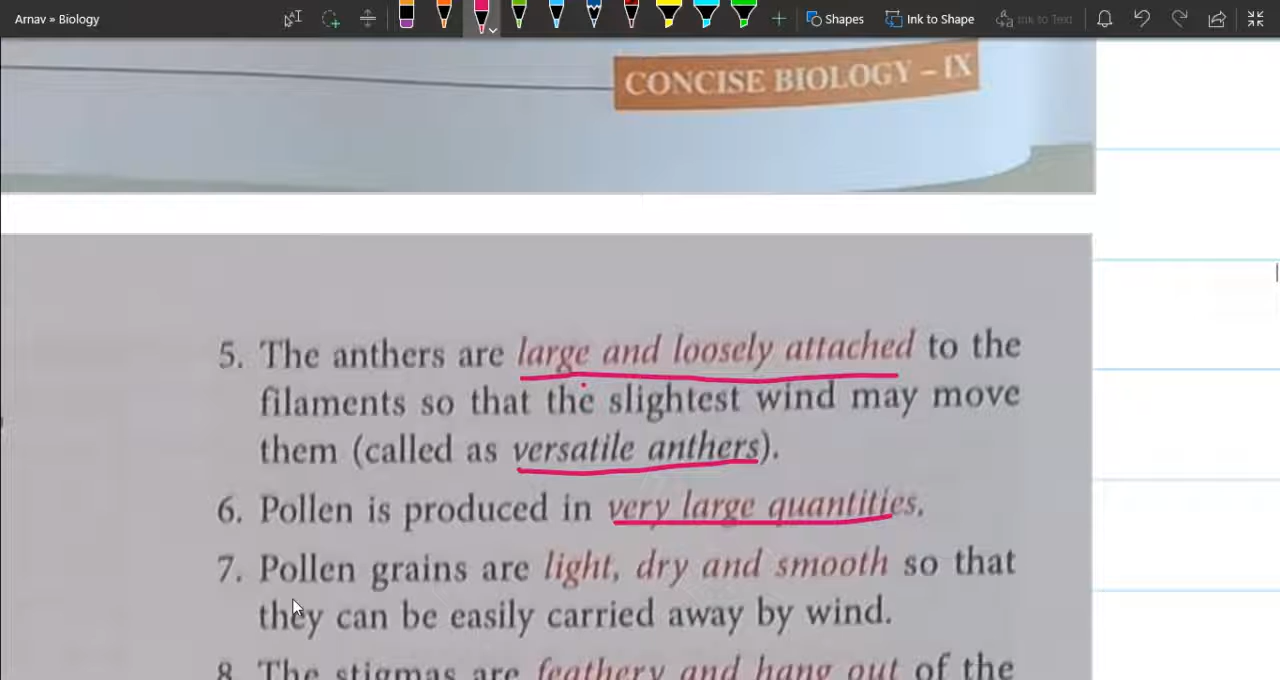 Arnav » Biology
Shapes
Ink to Shape
Ink to Text
CONCISE BIOLOGY – IX
5. The anthers are large and loosely attached to the
filaments so that the slightest wind may move
them (called as versatile anthers).
6. Pollen is produced in very large quantities.
7. Pollen grains are light, dry and smooth so that
they can be easily carried away by wind.
8. The stigmas are feathery and hang out of the